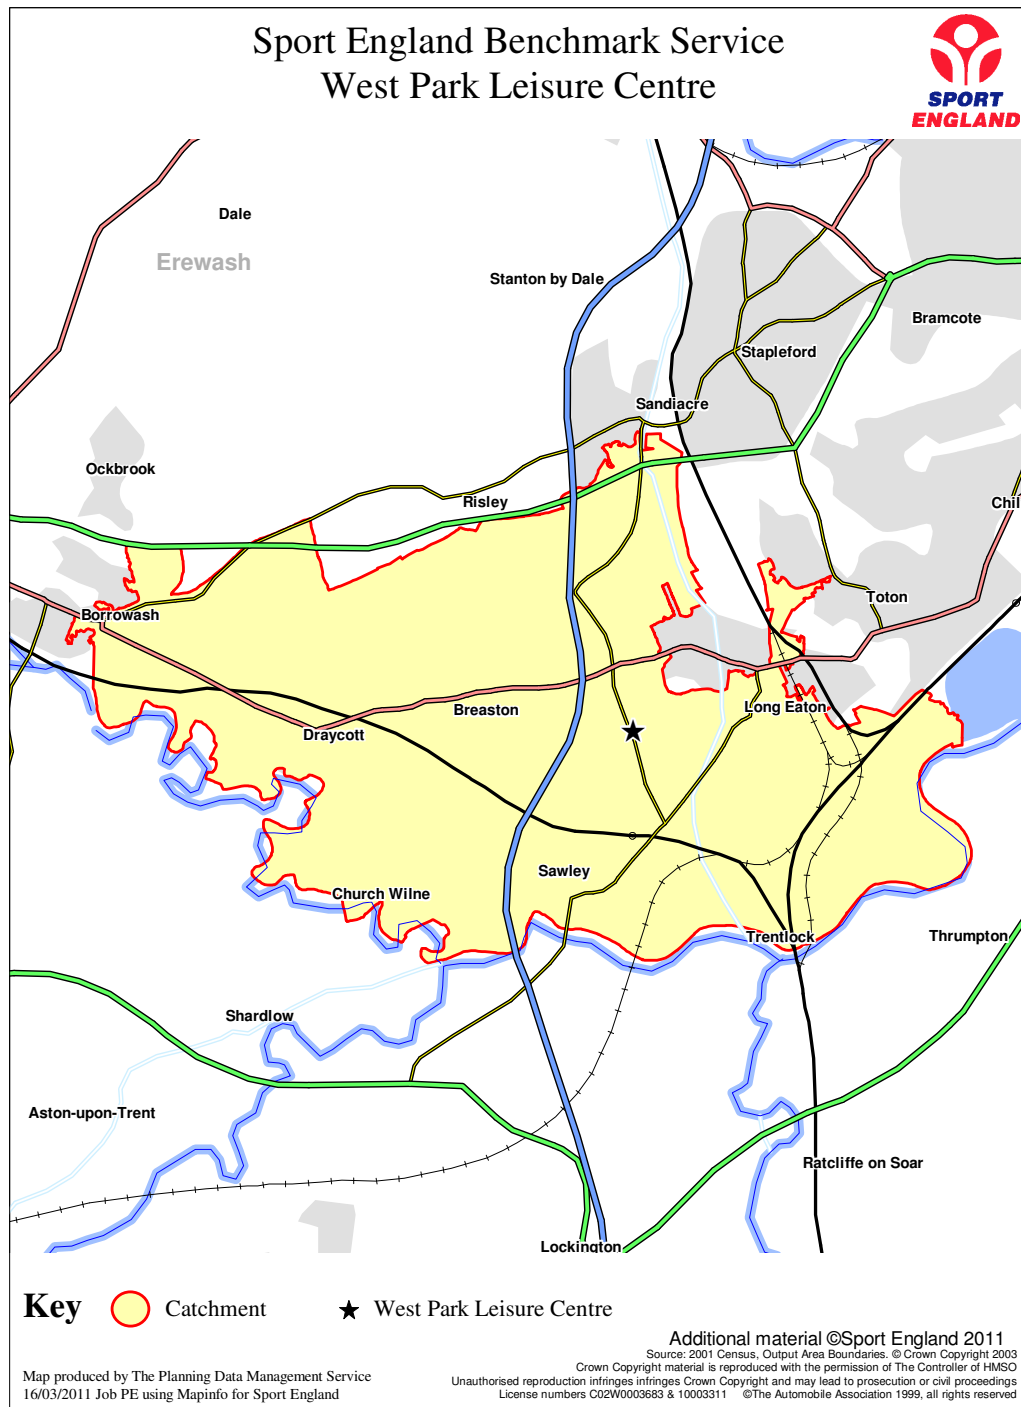 Sport England Benchmark Service
West Park Leisure Centre
SPORT
ENGLAND
Dale
Erewash
Stanton by Dale
Bramcote
Stapleford
Sandiacre
Ockbrook
Risley
Chil
Toton
Borrowash
Long Eaton
Breaston
Draycott
Sawley
Church Wilne
Trentlock
Thrumpton
Shardlow
Aston-upon-Trent
Ratcliffe on Soar
Lockington
Key
Catchment
West Park Leisure Centre
Additional material ©Sport England 2011
Source: 2001 Census, Output Area Boundaries. © Crown Copyright 2003
Crown Copyright material is reproduced with the permission of The Controller of HMSO
Unauthorised reproduction infringes infringes Crown Copyright and may lead to prosecution or civil proceedings
License numbers C02W0003683 & 10003311 ©The Automobile Association 1999, all rights reserved
Map produced by The Planning Data Management Service
16/03/2011 Job PE using Mapinfo for Sport England